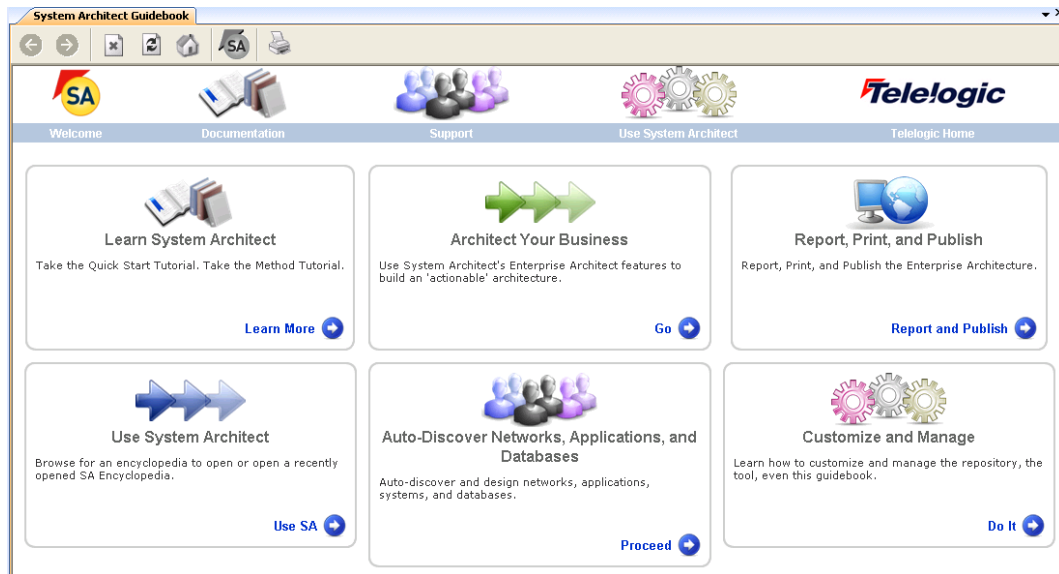 System Architect Guidebook
SA
SA
Telelogic
Welcome
Documentation
Support
Use System Architect
Telelogic Home
Learn System Architect
Take the Quick Start Tutorial. Take the Method Tutorial.
Learn More
Architect Your Business
Use System Architect's Enterprise Architect features to
build an 'actionable' architecture.
Go
Report, Print, and Publish
Report, Print, and Publish the Enterprise Architecture.
Report and Publish
Use System Architect
Browse for an encyclopedia to open or open a recently
opened SA Encyclopedia.
Use SA
Auto-Discover Networks, Applications, and
Databases
Auto-discover and design networks, applications,
systems, and databases.
Proceed
Customize and Manage
Learn how to customize and manage the repository, the
tool, even this guidebook.
Do It